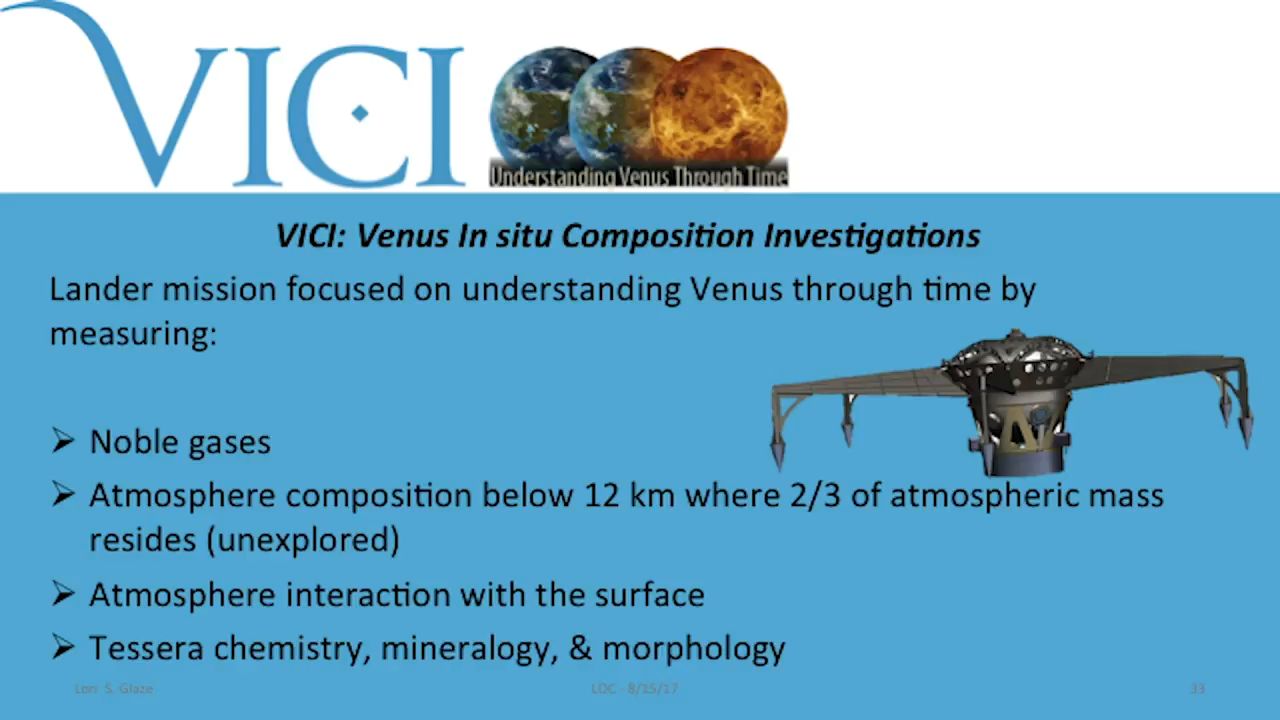 VICI
Understanding Venus Through Time
VICI: Venus In situ Composition Investigations
Lander mission focused on understanding Venus through time by
measuring:
➢ Noble gases
➢ Atmosphere composition below 12 km where 2/3 of atmospheric mass
resides (unexplored)
➢ Atmosphere interaction with the surface
➢ Tessera chemistry, mineralogy, & morphology
Lori S. Glaze
LOC - 8/15/17
33